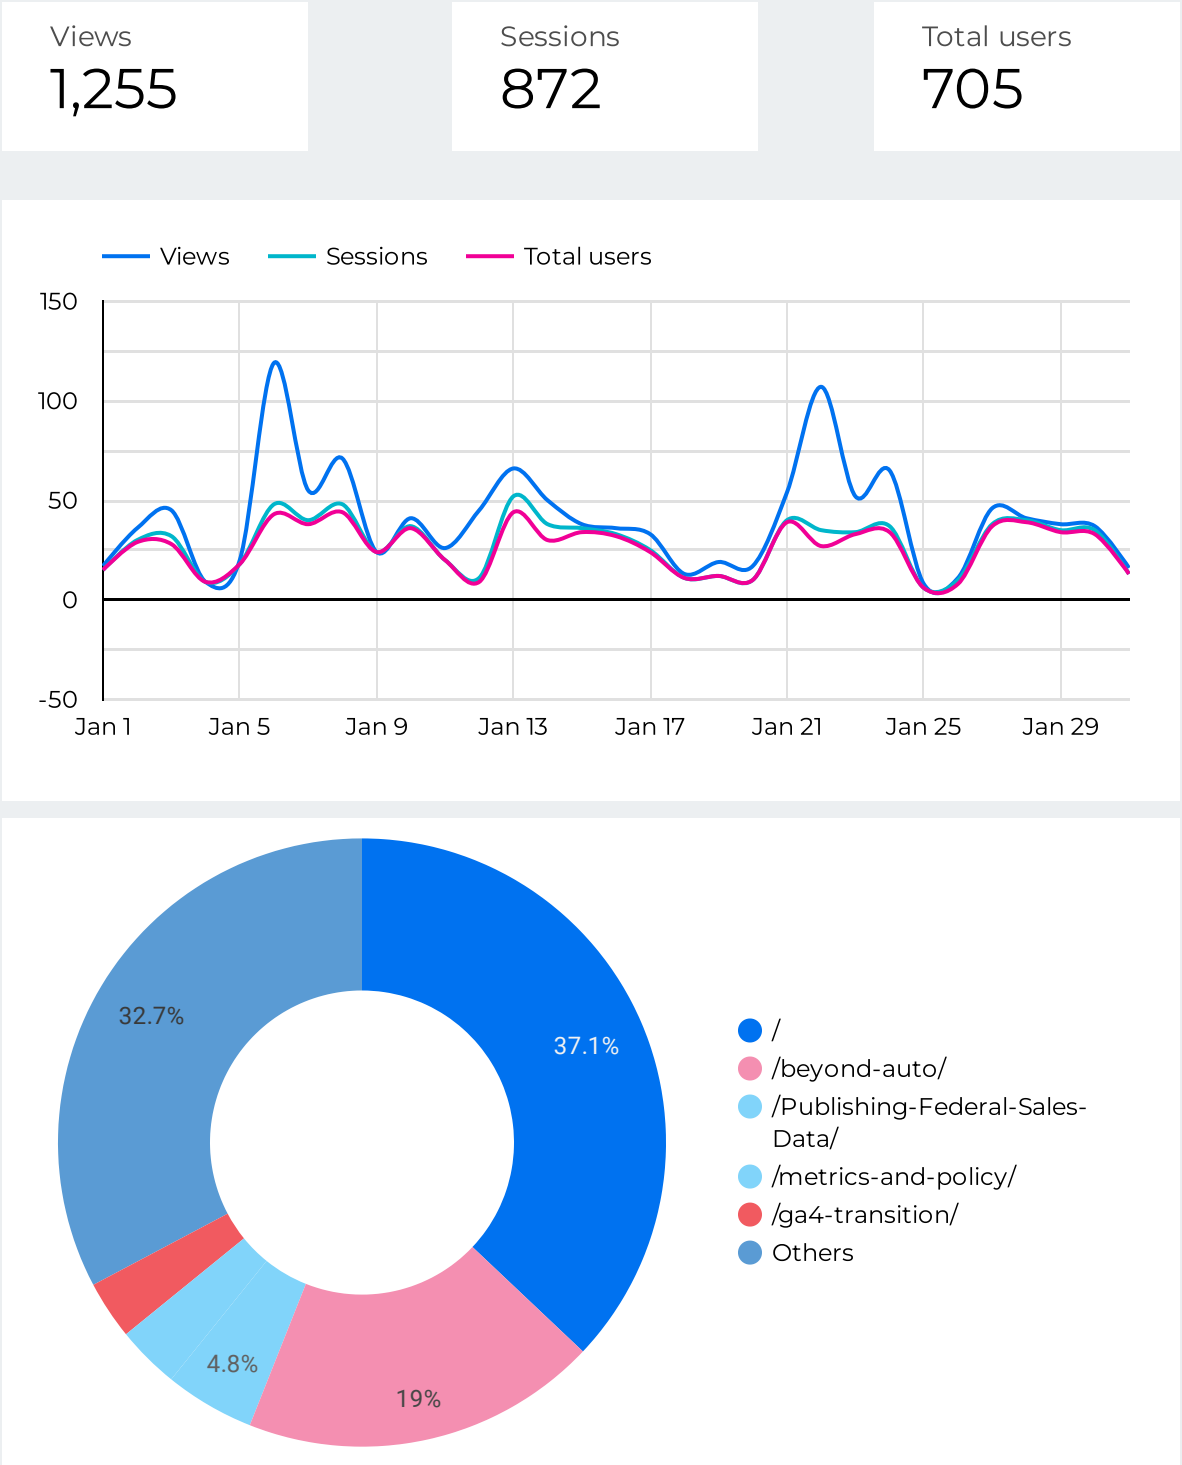 Views
1,255
Sessions
872
Total users
705
Views
Sessions
Total users
150
100
50
0
-50
Jan 1
Jan 5
Jan 9
Jan 13
Jan 17
Jan 21
Jan 25
Jan 29
32.7%
37.1%
4.8%
19%
/
/beyond-auto/
/Publishing-Federal-Sales-
Data/
/metrics-and-policy/
/ga4-transition/
Others